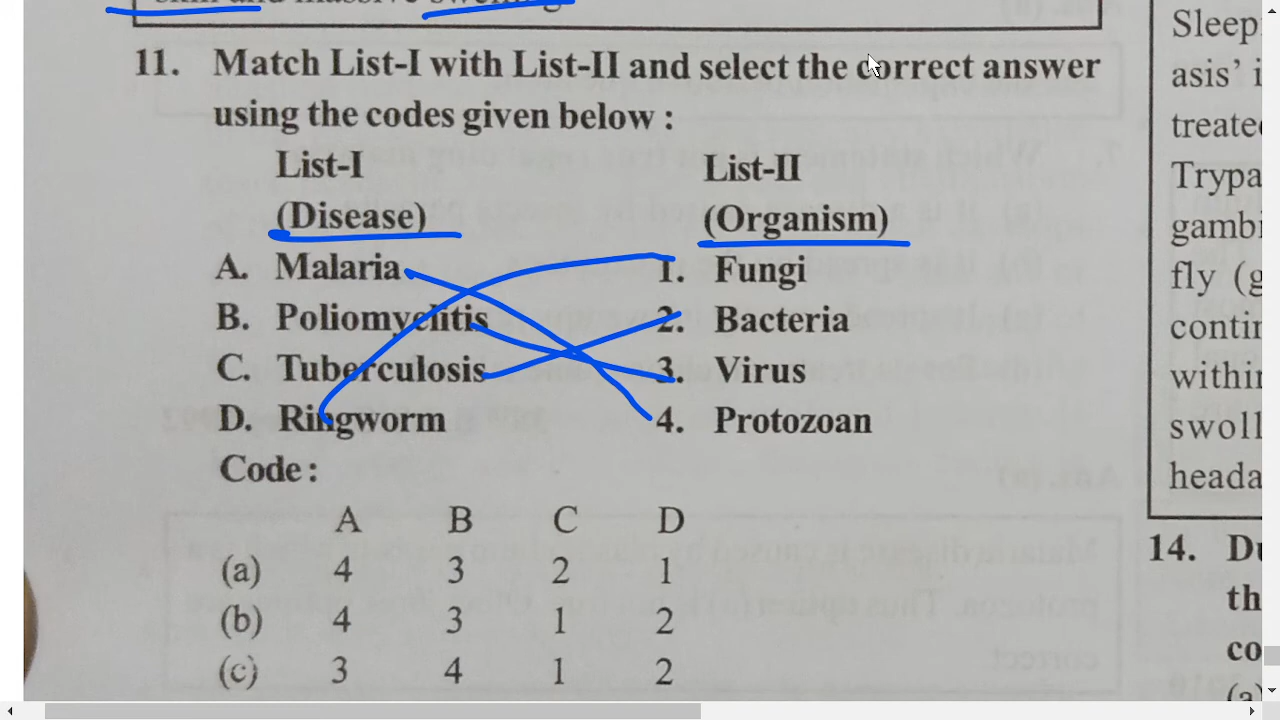 11. Match List-I with List-II and select the correct answer
using the codes given below :
List-I List-II
(Disease) (Organism)
A. Malaria 1. Fungi
B. Poliomyelitis 2. Bacteria
C. Tuberculosis 3. Virus
D. Ringworm 4. Protozoan
Code :
A B C D
(a) 4 3 2 1
(b) 4 3 1 2
(c) 3 4 1 2
Sleep
asis' i
treate
Trypa
gambi
fly (g
contin
within
swoll
heada
14. Du
th
co
(a)